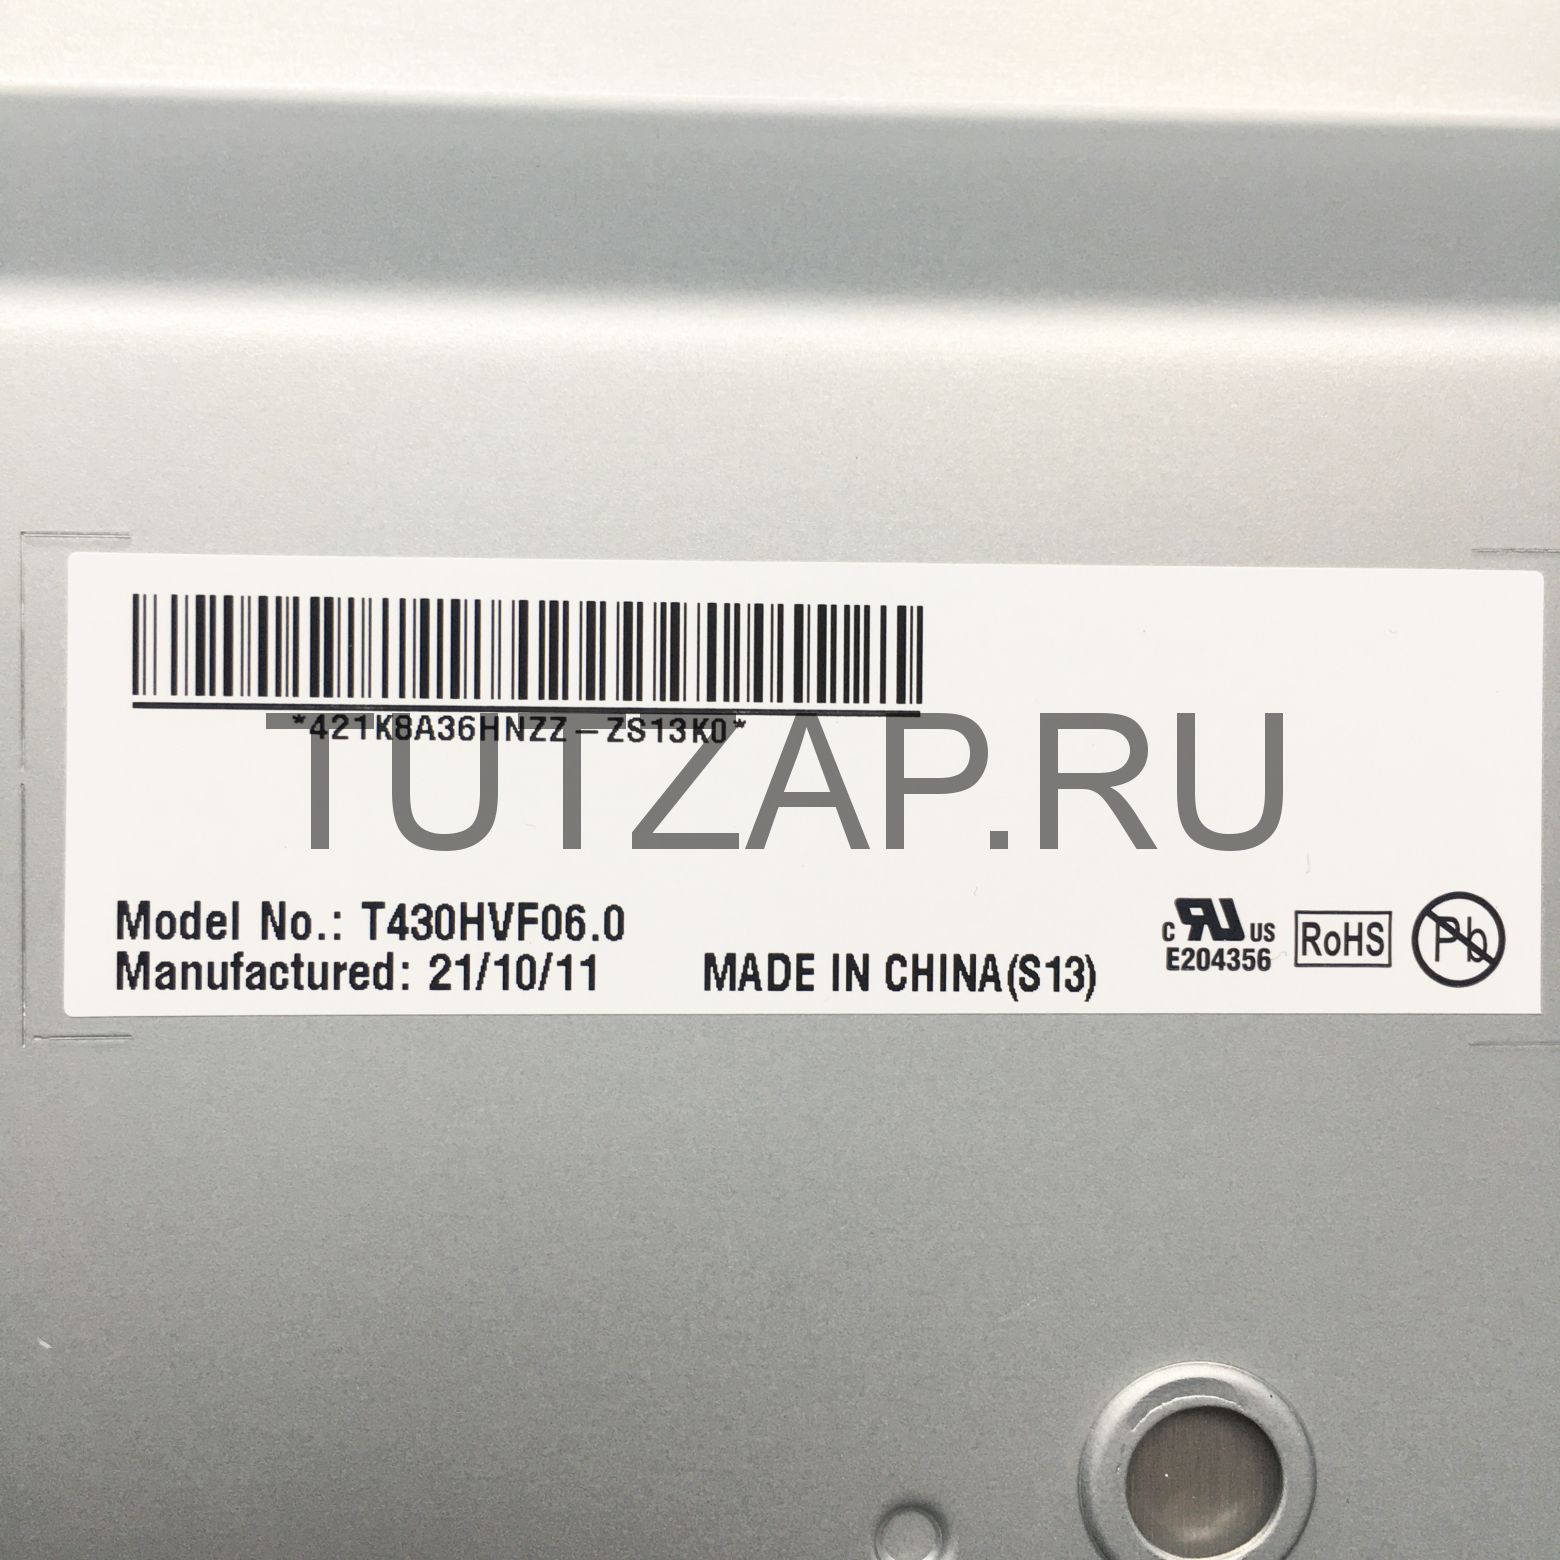 *421K8A36HNZZ-ZS13K0*
TUTZAP.RU
Model No.: T430HVF06.0
Manufactured: 21/10/11
MADE IN CHINA(S13)
c RU US
E204356
RoHS
Pb